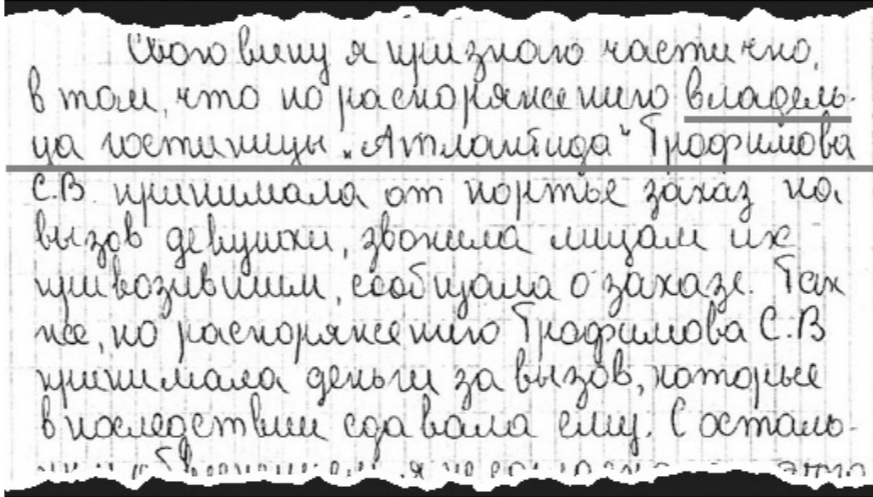 Свою вину я признаю частично,
в том, что по распоряжению владель-
ца гостиницы „Атлантида" Трофимова
С.В. принимала от портье заказ на
вызов девушки, звонила лицам их
привозившим, сообщала о заказе. Так
же, по распоряжению Трофимова С.В
принимала деньги за вызов, которые
в последствии сдавала ему. С осталь-